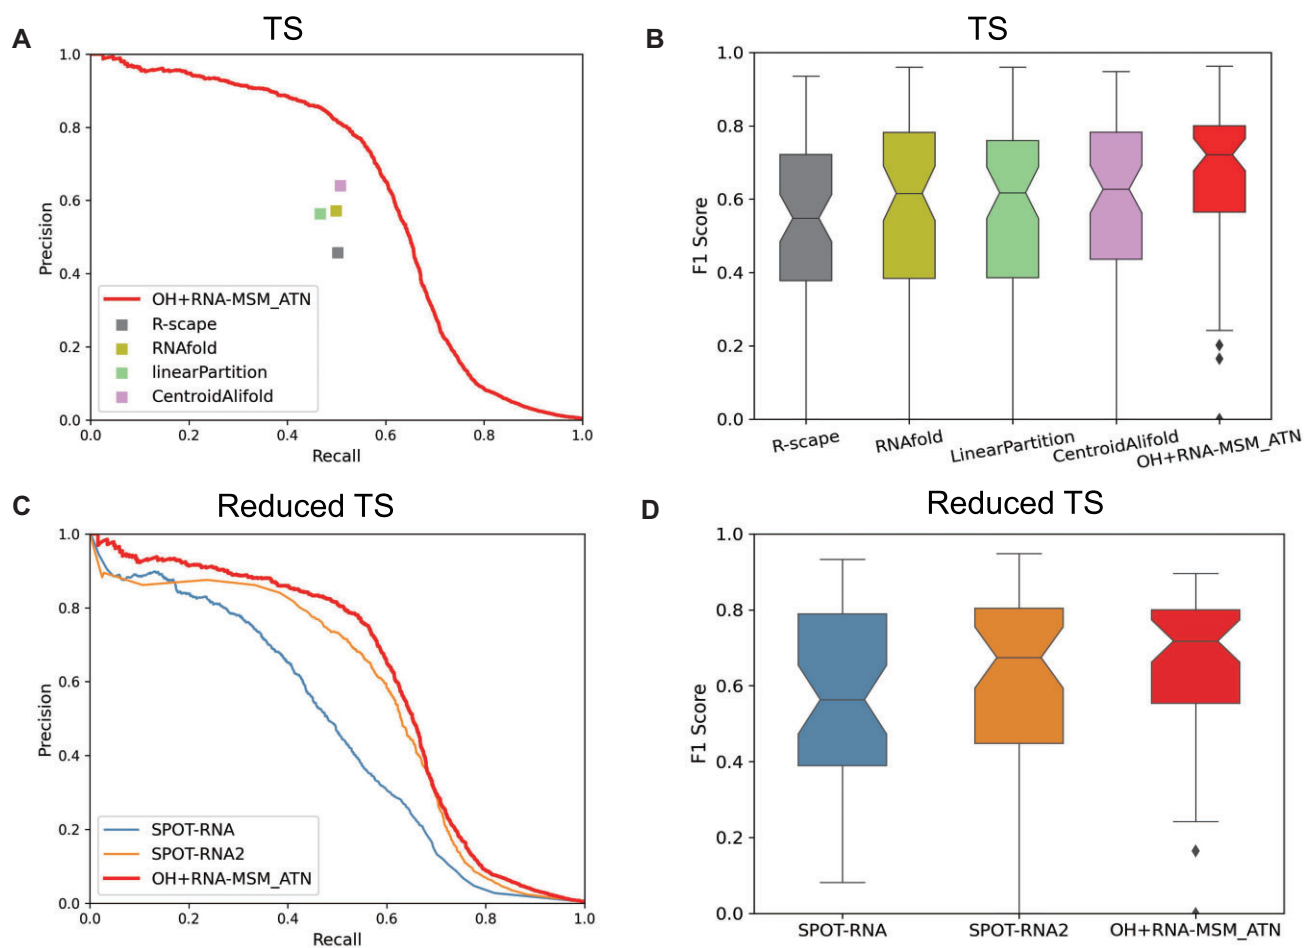 A
TS
1.0
0.8
0.6
0.4
0.2
0.0
Precision
OH+RNA-MSM_ATN
R-scape
RNAfold
linearPartition
CentroidAlifold
0.0 0.2 0.4 0.6 0.8 1.0
Recall
B
TS
1.0
0.8
0.6
0.4
0.2
0.0
F1 Score
R-scape RNAfold LinearPartition CentroidAlifold OH+RNA-MSM_ATN
C
Reduced TS
1.0
0.8
0.6
0.4
0.2
0.0
Precision
SPOT-RNA
SPOT-RNA2
OH+RNA-MSM_ATN
0.0 0.2 0.4 0.6 0.8 1.0
Recall
D
Reduced TS
1.0
0.8
0.6
0.4
0.2
0.0
F1 Score
SPOT-RNA SPOT-RNA2 OH+RNA-MSM_ATN